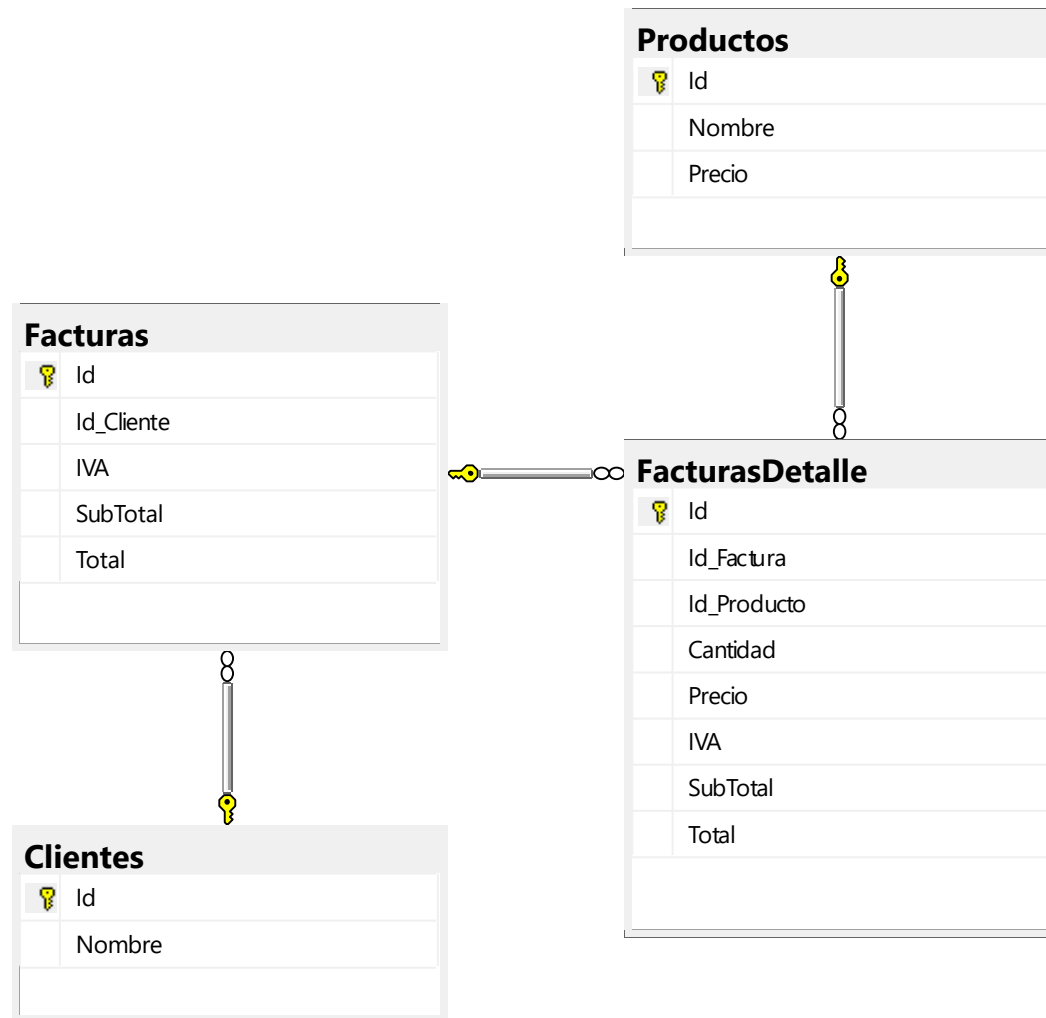 Productos
Id
Nombre
Precio
Facturas
Id
Id_Cliente
IVA
SubTotal
Total
FacturasDetalle
Id
Id_Factura
Id_Producto
Cantidad
Precio
IVA
SubTotal
Total
Clientes
Id
Nombre